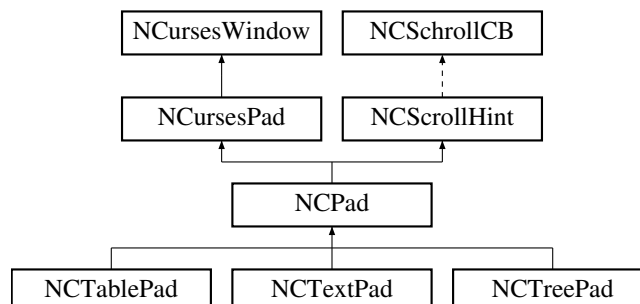 NCursesWindow NCSchrollCB
NCursesPad NCScrollHint
NCPad
NCTablePad NCTextPad NCTreePad